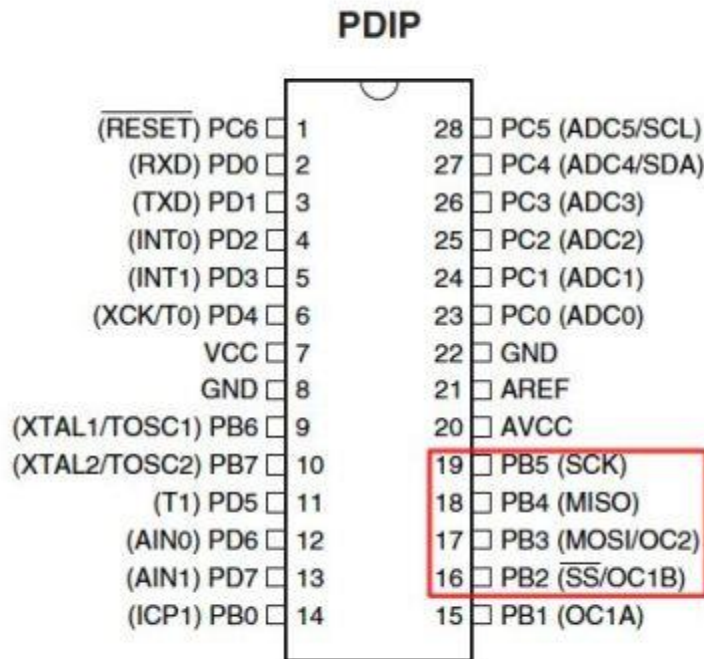 PDIP
(RESET) PC6 1 28 PC5 (ADC5/SCL)
(RXD) PD0 2 27 PC4 (ADC4/SDA)
(TXD) PD1 3 26 PC3 (ADC3)
(INT0) PD2 4 25 PC2 (ADC2)
(INT1) PD3 5 24 PC1 (ADC1)
(XCK/T0) PD4 6 23 PC0 (ADC0)
VCC 7 22 GND
GND 8 21 AREF
(XTAL1/TOSC1) PB6 9 20 AVCC
(XTAL2/TOSC2) PB7 10 19 PB5 (SCK)
(T1) PD5 11 18 PB4 (MISO)
(AIN0) PD6 12 17 PB3 (MOSI/OC2)
(AIN1) PD7 13 16 PB2 (SS/OC1B)
(ICP1) PB0 14 15 PB1 (OC1A)